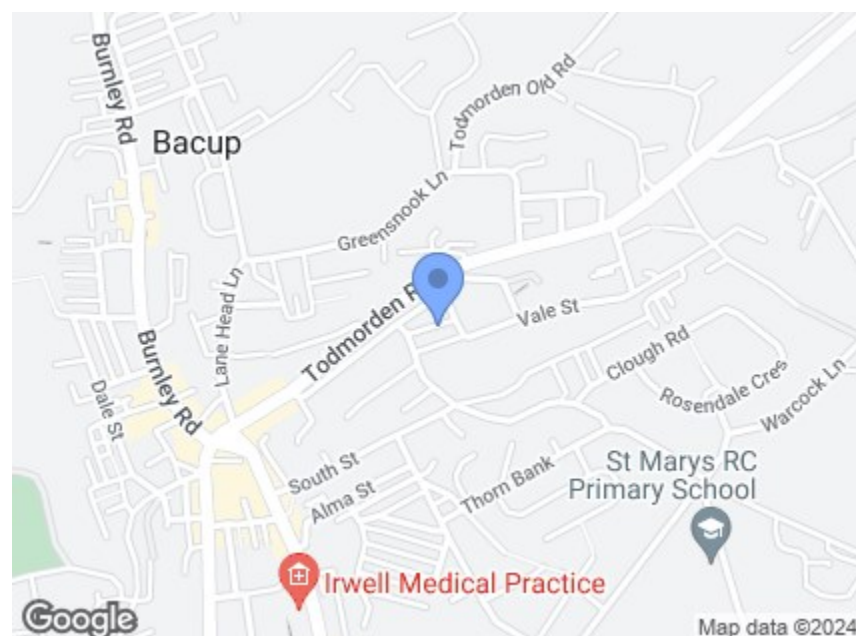 Burnley Rd
Bacup
Todmorden Old Rd
Greensnook Ln
Lane Head Ln
Todmorden R
Vale St
Burnley Rd
Clough Rd
Rosendale Cres
Warcock Ln
Dale St
South St
Alma St
Thorn Bank
St Marys RC
Primary School
Irwell Medical Practice
Google
Map data ©2024